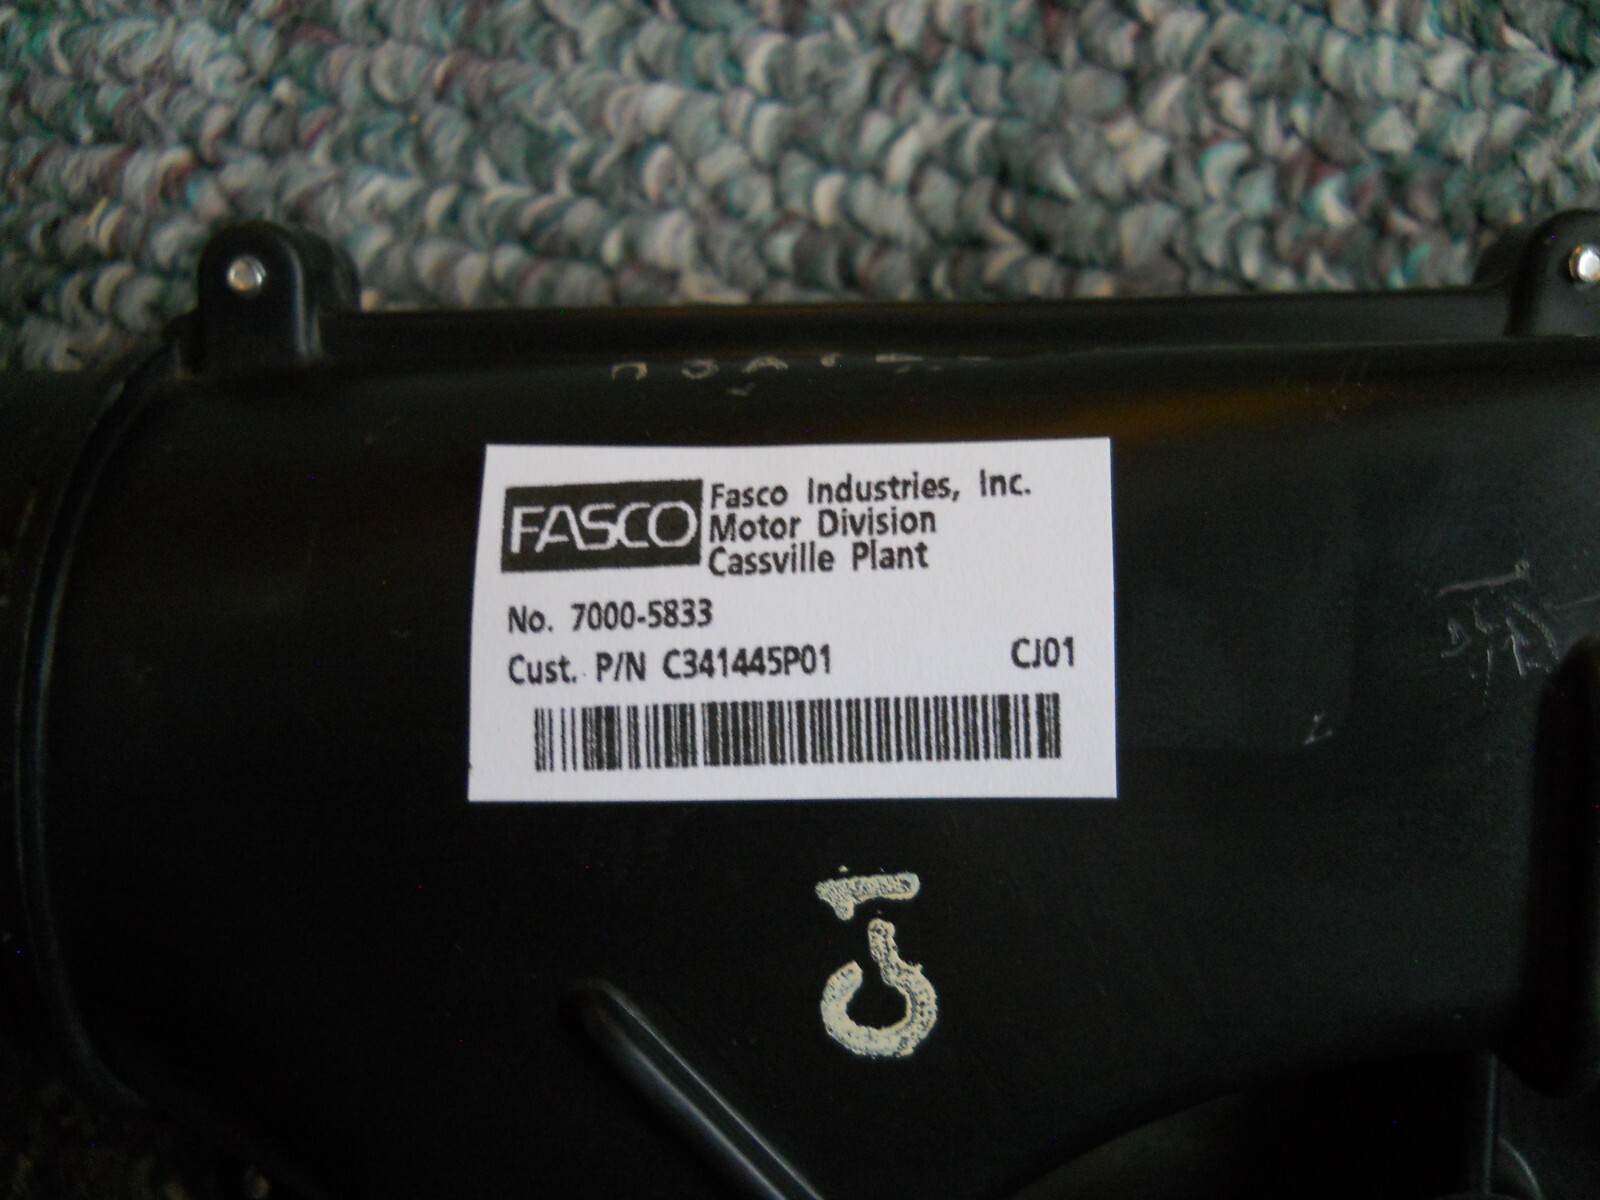 FASCO
Fasco Industries, Inc.
Motor Division
Cassville Plant
No. 7000-5833
Cust. P/N C341445P01 CJ01